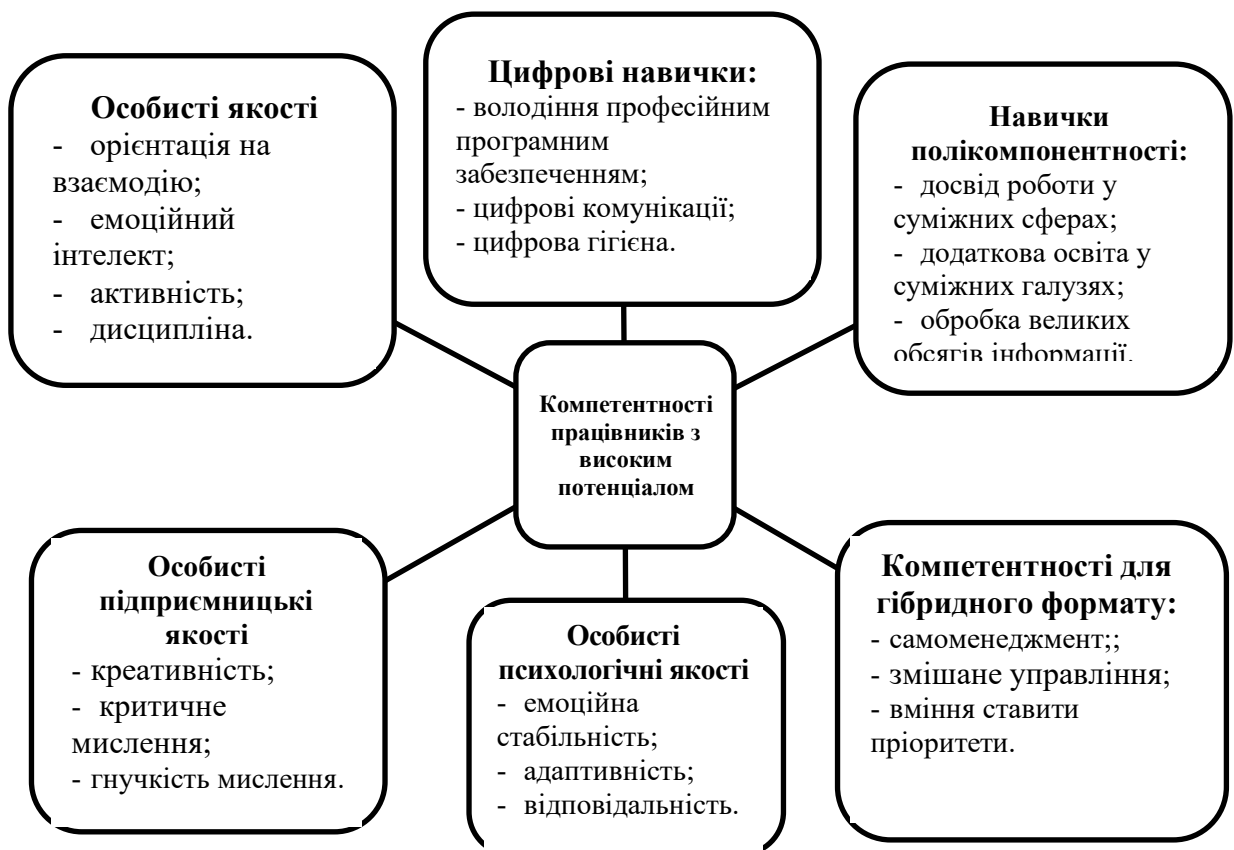 Особисті якості
- орієнтація на
взаємодію;
- емоційний
інтелект;
- активність;
- дисципліна.
Цифрові навички:
- володіння професійним
програмним
забезпеченням;
- цифрові комунікації;
- цифрова гігієна.
Навички
полікомпонентності:
- досвід роботи у
суміжних сферах;
- додаткова освіта у
суміжних галузях;
- обробка великих
обсягів інформації.
Компетентності
працівників з
високим
потенціалом
Особисті
підприємницькі
якості
- креативність;
- критичне
мислення;
- гнучкість мислення.
Особисті
психологічні якості
- емоційна
стабільність;
- адаптивність;
- відповідальність.
Компетентності для
гібридного формату:
- самоменеджмент;;
- змішане управління;
- вміння ставити
пріоритети.